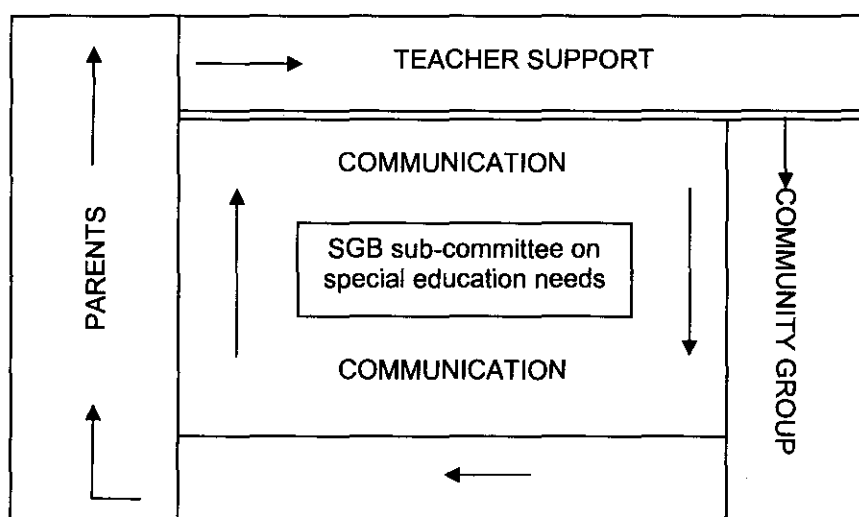 TEACHER SUPPORT
COMMUNICATION
PARENTS
SGB sub-committee on
special education needs
COMMUNITY GROUP
COMMUNICATION